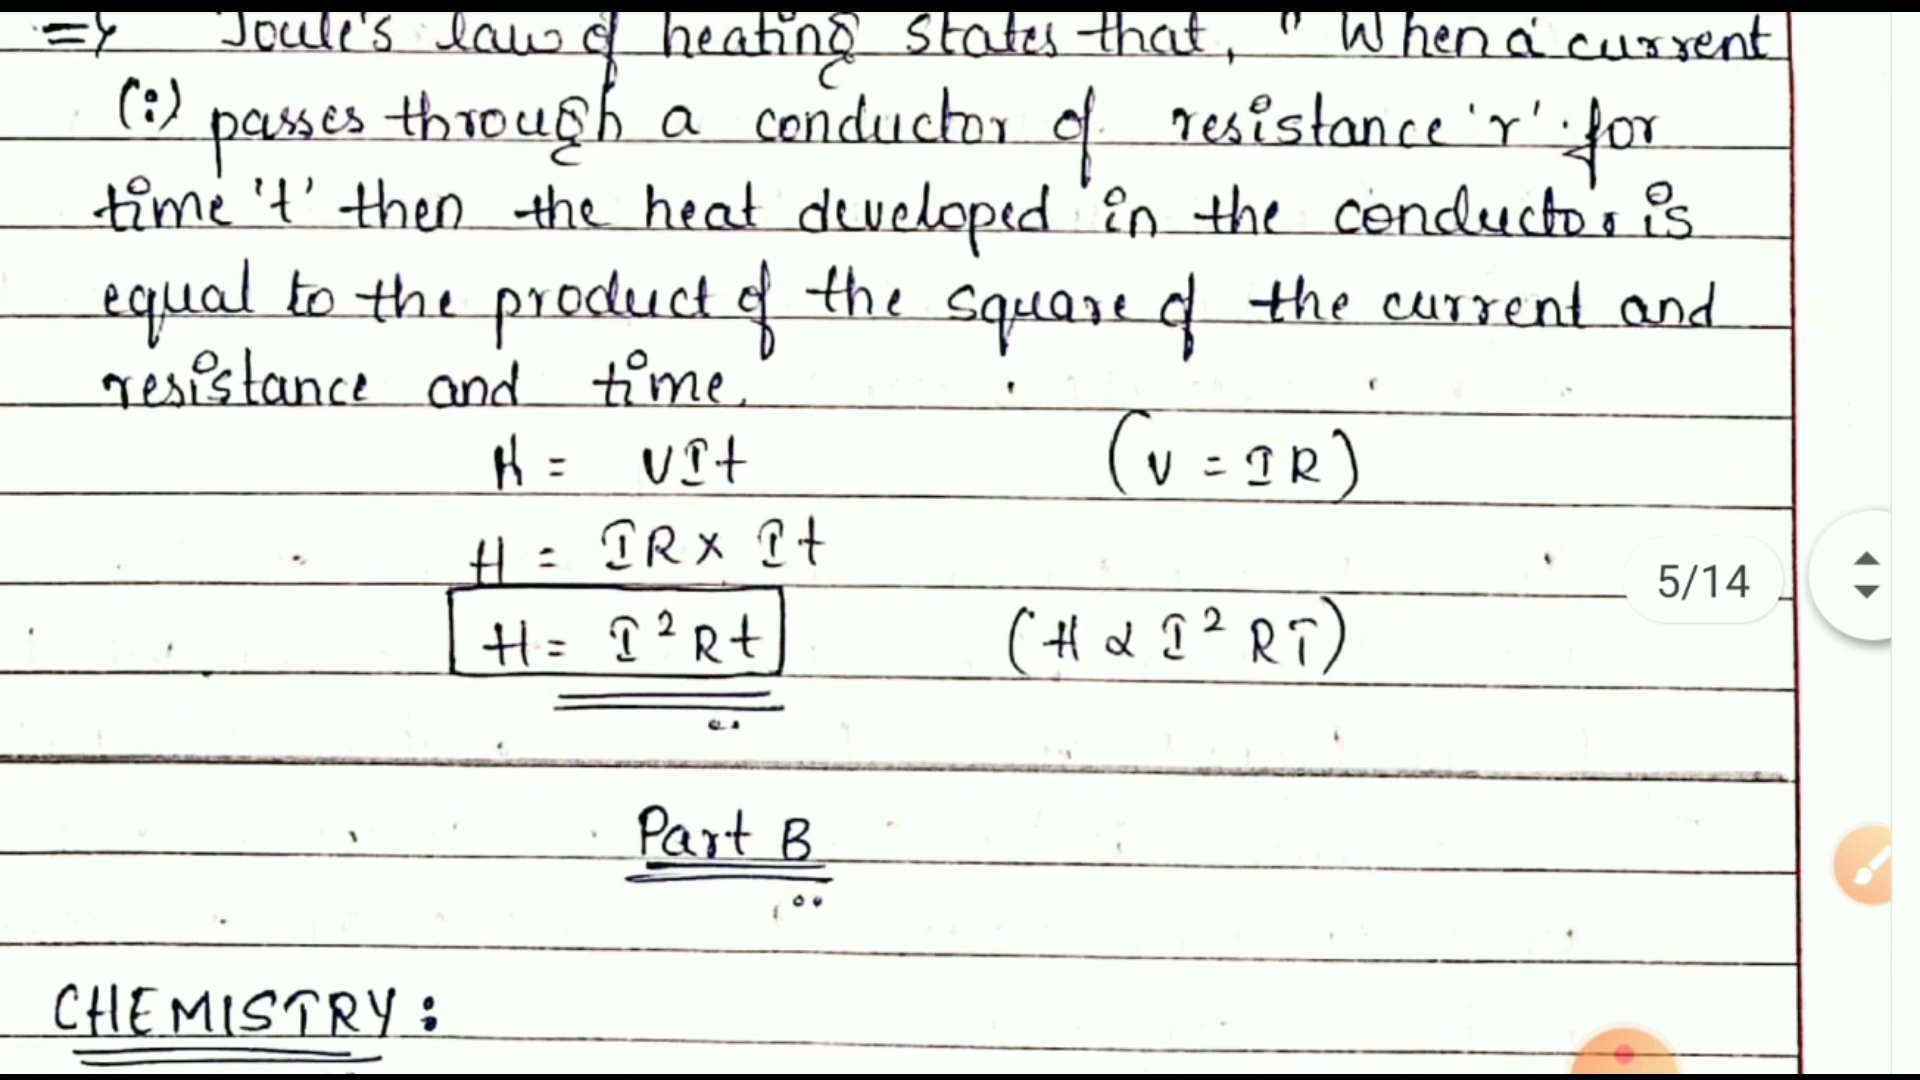 => Joule's law of heating states that, " When a current
(i) passes through a conductor of resistance 'r' for
time 't' then the heat developed in the conductor is
equal to the product of the square of the current and
resistance and time.
H = VIt (V = IR)
H = IR x It
5/14
H = I²Rt (H α I² RT)
Part B
CHEMISTRY: